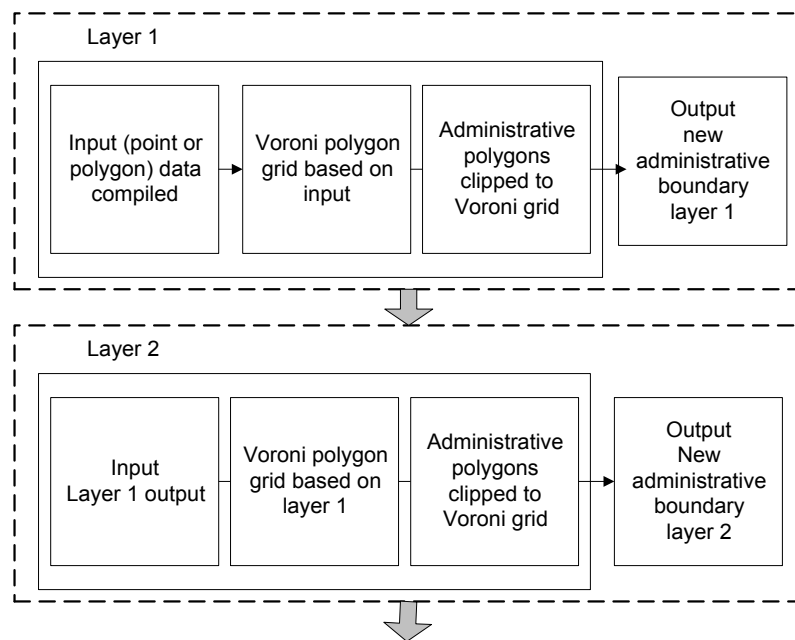 Layer 1
Input (point or
polygon) data
compiled
Voroni polygon
grid based on
input
Administrative
polygons
clipped to
Voroni grid
Output
new
administrative
boundary
layer 1
Layer 2
Input
Layer 1 output
Voroni polygon
grid based on
layer 1
Administrative
polygons
clipped to
Voroni grid
Output
New
administrative
boundary
layer 2